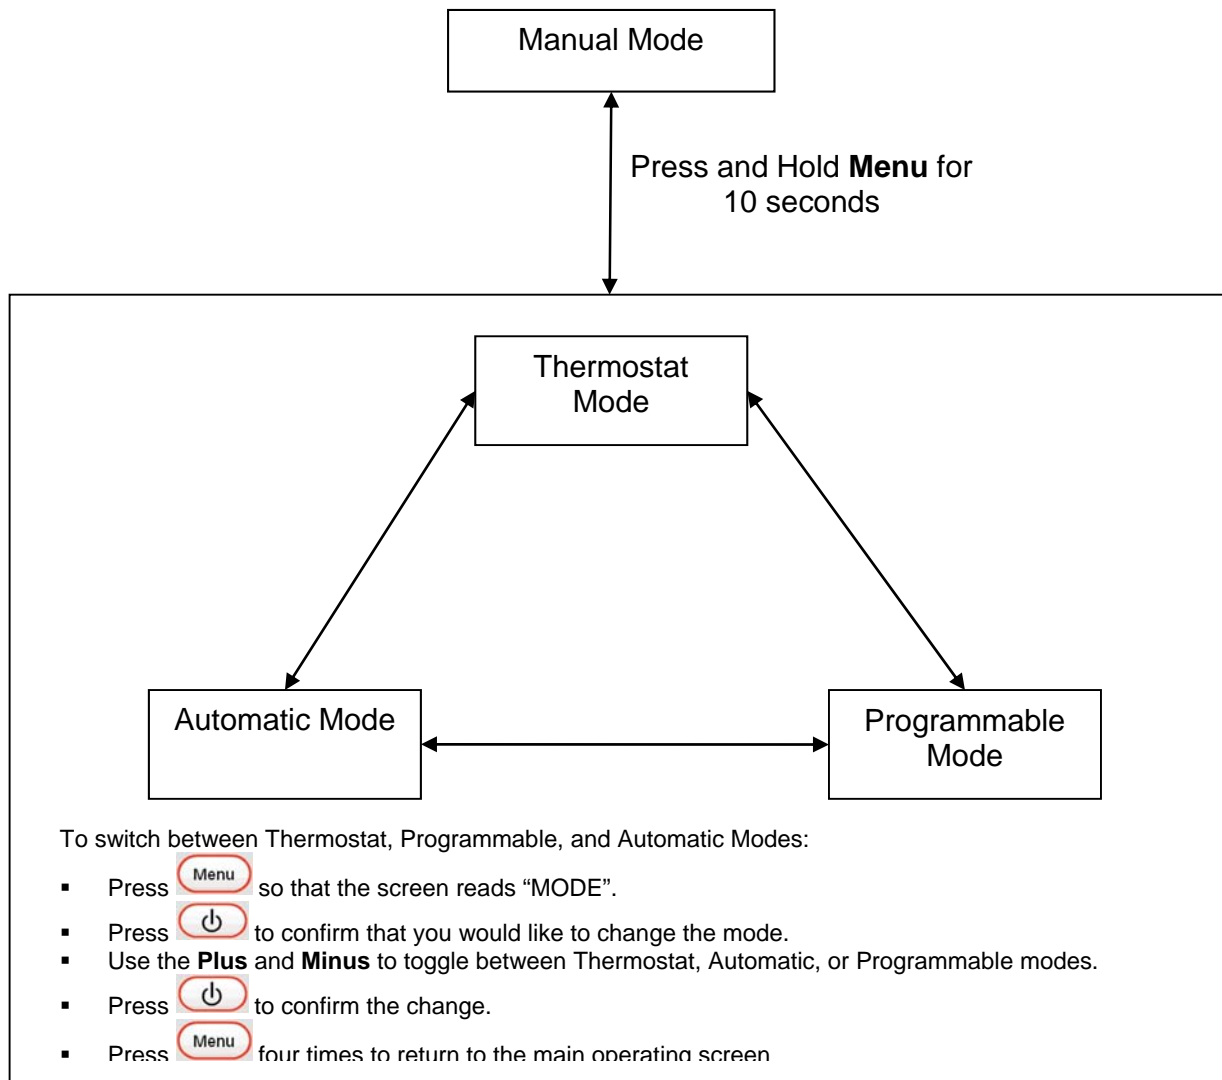 Manual Mode
Press and Hold Menu for
10 seconds
Thermostat
Mode
Automatic Mode
Programmable
Mode
To switch between Thermostat, Programmable, and Automatic Modes:
▪ Press Menu so that the screen reads “MODE”.
▪ Press to confirm that you would like to change the mode.
▪ Use the Plus and Minus to toggle between Thermostat, Automatic, or Programmable modes.
▪ Press to confirm the change.
▪ Press Menu four times to return to the main operating screen